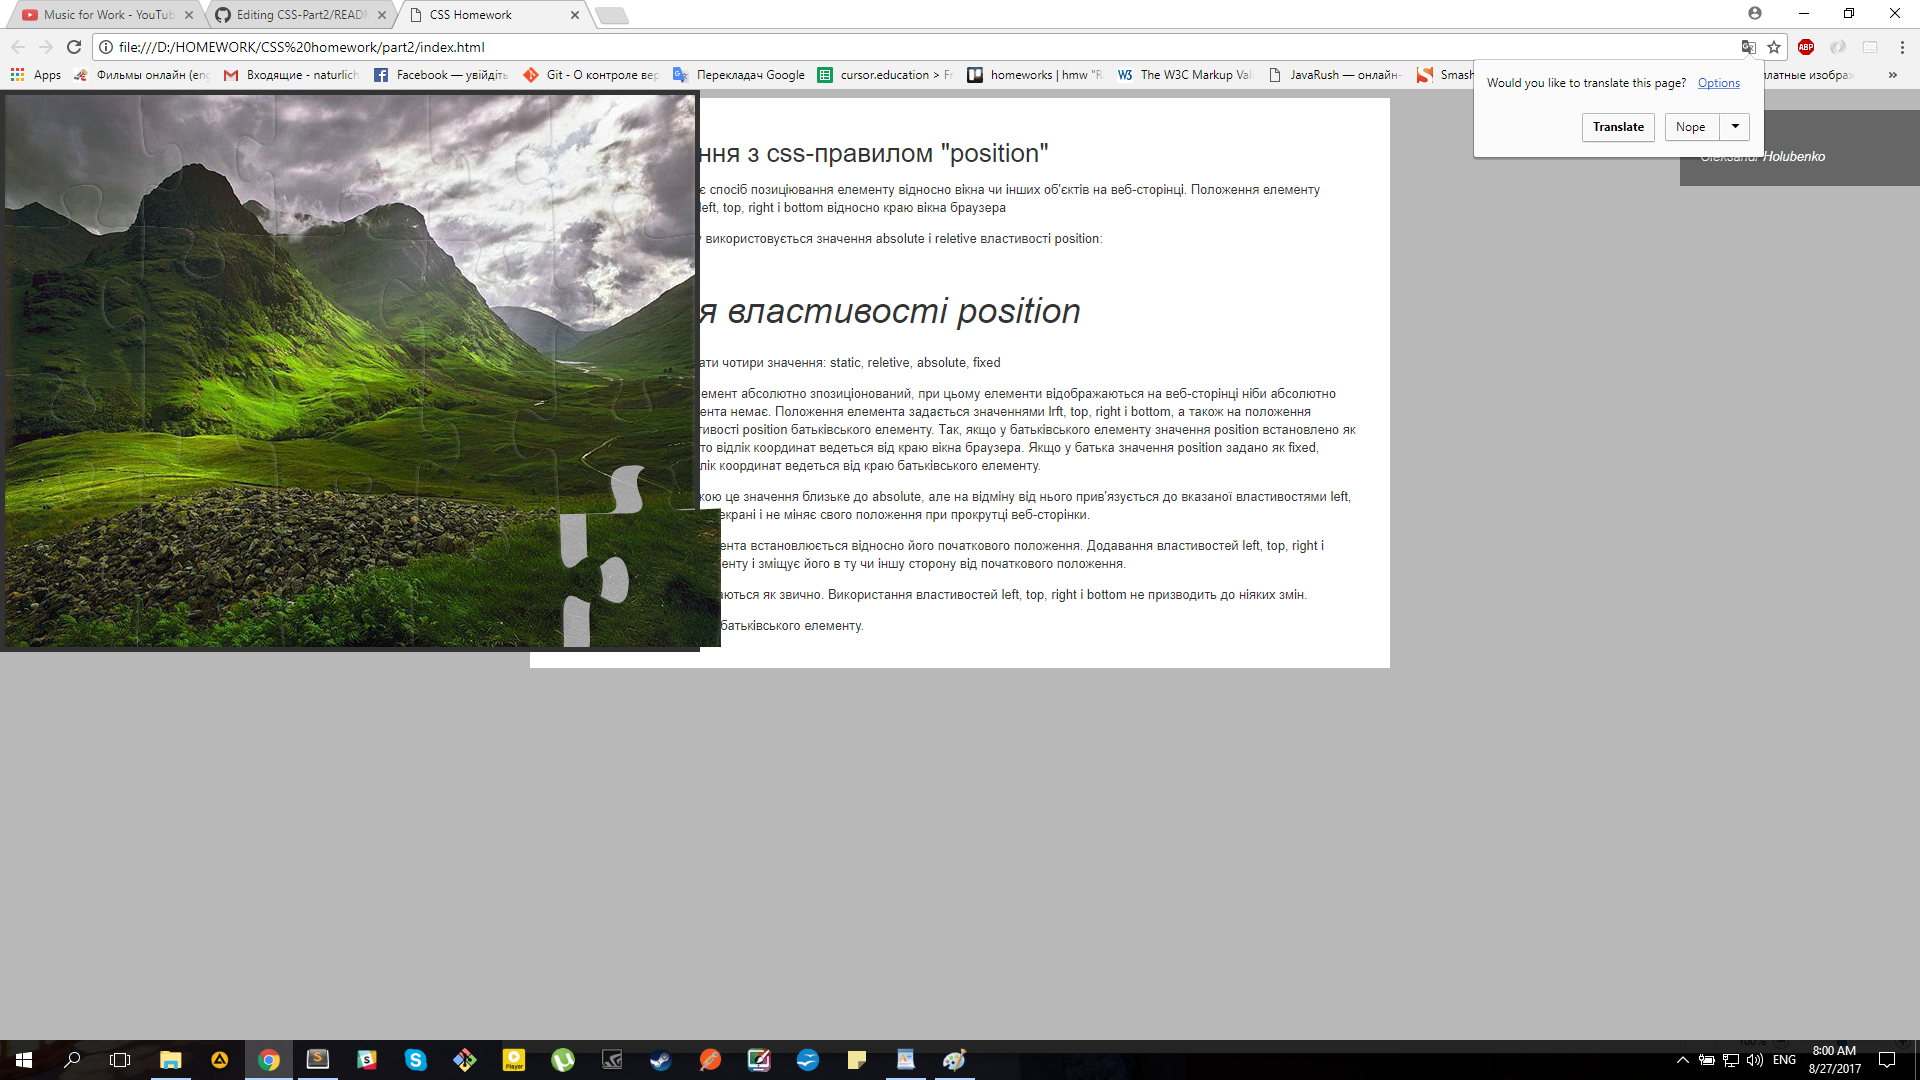 Music for Work - YouTub
Editing CSS-Part2/READM
CSS Homework
file:///D:/HOMEWORK/CSS%20homework/part2/index.html
Apps
Фильмы онлайн (eng
Входящие - naturlich
Facebook — увійдіть
Git - О контроле вер
Перекладач Google
cursor.education > Fr
homeworks | hmw "R
The W3C Markup Vali
JavaRush — онлайн-
Smash
платные изображ
»
Would you like to translate this page? Options
Translate
Nope
Oleksandr Holubenko
ння з css-правилом "position"
є спосіб позиціювання елементу відносно вікна чи інших об'єктів на веб-сторінці. Положення елементу
left, top, right і bottom відносно краю вікна браузера
у використовується значення absolute і reletive властивості position:
я властивості position
ати чотири значення: static, reletive, absolute, fixed
емент абсолютно зпозиціонований, при цьому елементи відображаються на веб-сторінці ніби абсолютно
ента немає. Положення елемента задається значеннями lrft, top, right і bottom, а також на положення
тивості position батьківського елементу. Так, якщо у батьківського елементу значення position встановлено як
то відлік координат ведеться від краю вікна браузера. Якщо у батька значення position задано як fixed,
лік координат ведеться від краю батьківського елементу.
кою це значення близьке до absolute, але на відміну від нього прив'язується до вказаної властивостями left,
екрані і не міняє свого положення при прокрутці веб-сторінки.
ента встановлюється відносно його початкового положення. Додавання властивостей left, top, right і
енту і зміщує його в ту чи іншу сторону від початкового положення.
аються як звично. Використання властивостей left, top, right і bottom не призводить до ніяких змін.
батьківського елементу.
ENG
8:00 AM
8/27/2017